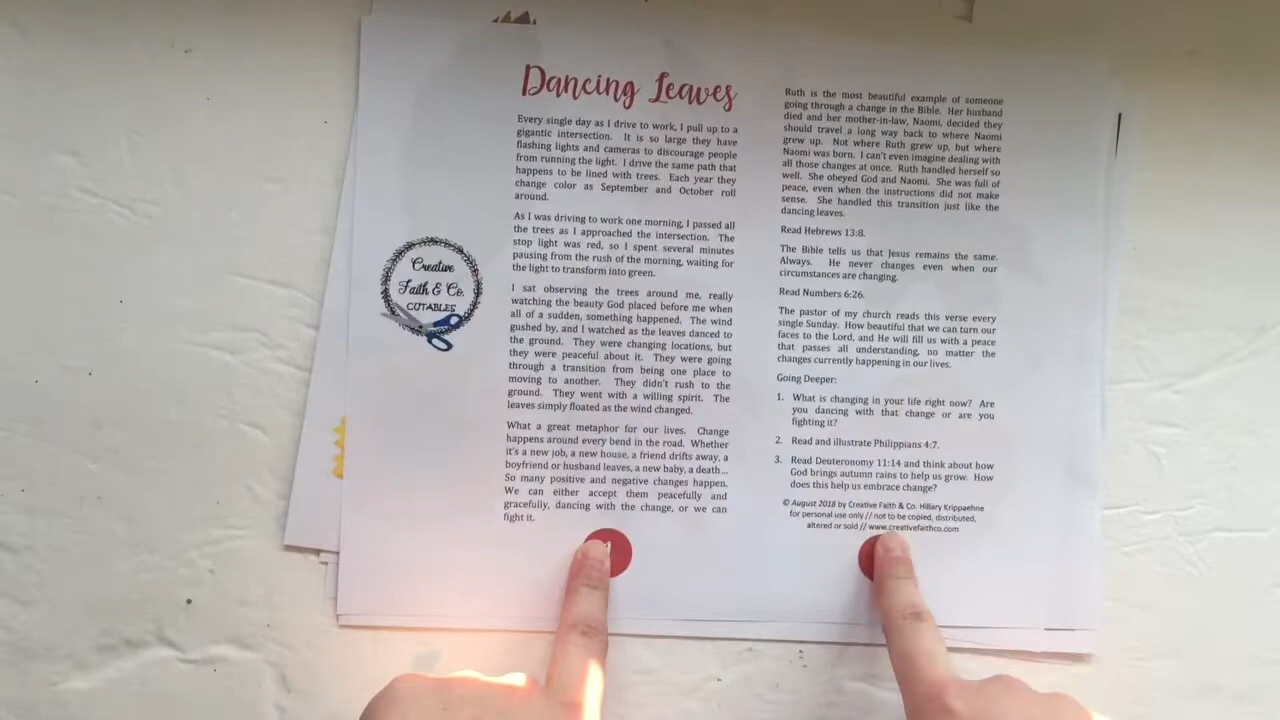 Dancing Leaves
Every single day as I drive to work, I pull up to a
gigantic intersection. It is so large they have
flashing lights and cameras to discourage people
from running the light. I drive the same path that
happens to be lined with trees. Each year they
change color as September and October roll
around.
As I was driving to work one morning, I passed all
the trees as I approached the intersection. The
stop light was red, so I spent several minutes
pausing from the rush of the morning, waiting for
the light to transform into green.
I sat observing the trees around me, really
watching the beauty God placed before me when
all of a sudden, something happened. The wind
gushed by, and I watched as the leaves danced to
the ground. They were changing locations, but
they were peaceful about it. They were going
through a transition from being one place to
moving to another. They didn't rush to the
ground. They went with a willing spirit. The
leaves simply floated as the wind changed.
What a great metaphor for our lives. Change
happens around every bend in the road. Whether
it's a new job, a new house, a friend drifts away, a
boyfriend or husband leaves, a new baby, a death...
So many positive and negative changes happen.
We can either accept them peacefully and
gracefully, dancing with the change, or we can
fight it.
Creative
Faith & Co.
CUTABLES
Ruth is the most beautiful example of someone
going through a change in the Bible. Her husband
died and her mother-in-law, Naomi, decided they
should travel a long way back to where Naomi
grew up. Not where Ruth grew up, but where
Naomi was born. I can't even imagine dealing with
all those changes at once. Ruth handled herself so
well. She obeyed God and Naomi. She was full of
peace, even when the instructions did not make
sense. She handled this transition just like the
dancing leaves.
Read Hebrews 13:8.
The Bible tells us that Jesus remains the same.
Always. He never changes even when our
circumstances are changing.
Read Numbers 6:26.
The pastor of my church reads this verse every
single Sunday. How beautiful that we can turn our
faces to the Lord, and He will fill us with a peace
that passes all understanding, no matter the
changes currently happening in our lives.
Going Deeper:
1. What is changing in your life right now? Are
you dancing with that change or are you
fighting it?
2. Read and illustrate Philippians 4:7.
3. Read Deuteronomy 11:14 and think about how
God brings autumn rains to help us grow. How
does this help us embrace change?
© August 2018 by Creative Faith & Co. Hillary Krippaehne
for personal use only // not to be copied, distributed,
altered or sold // www.creativefaithco.com